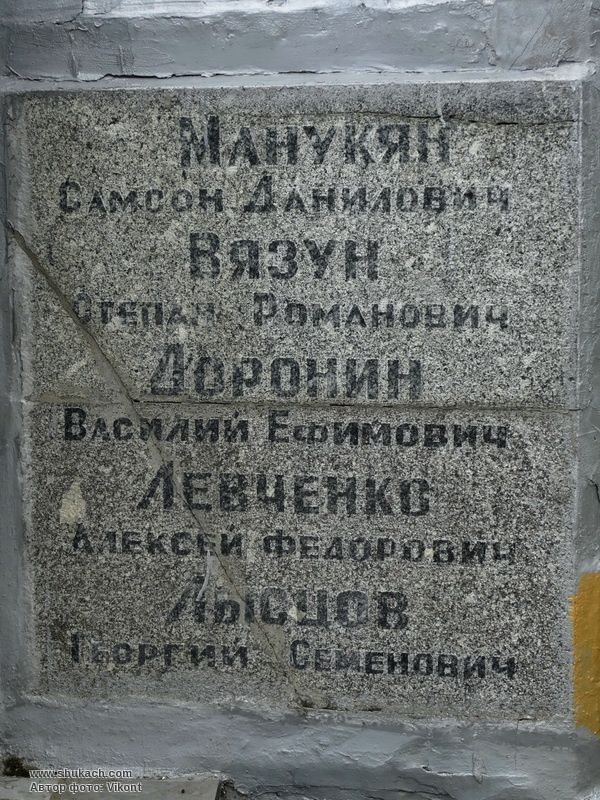 Манукян
Самсон Данилович
Вязун
Степан Романович
Доронин
Василий Ефимович
Левченко
Алексей Федорович
Лысцов
Георгий Семенович
www.shukach.com
Автор фото: Vikont